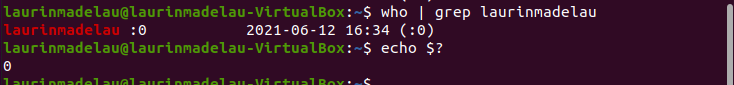 laurinmadelau@laurinmadelau-VirtualBox:~$ who | grep laurinmadelau
laurinmadelau :0           2021-06-12 16:34 (:0)
laurinmadelau@laurinmadelau-VirtualBox:~$ echo $?
0
laurinmadelau@laurinmadelau-VirtualBox:~$